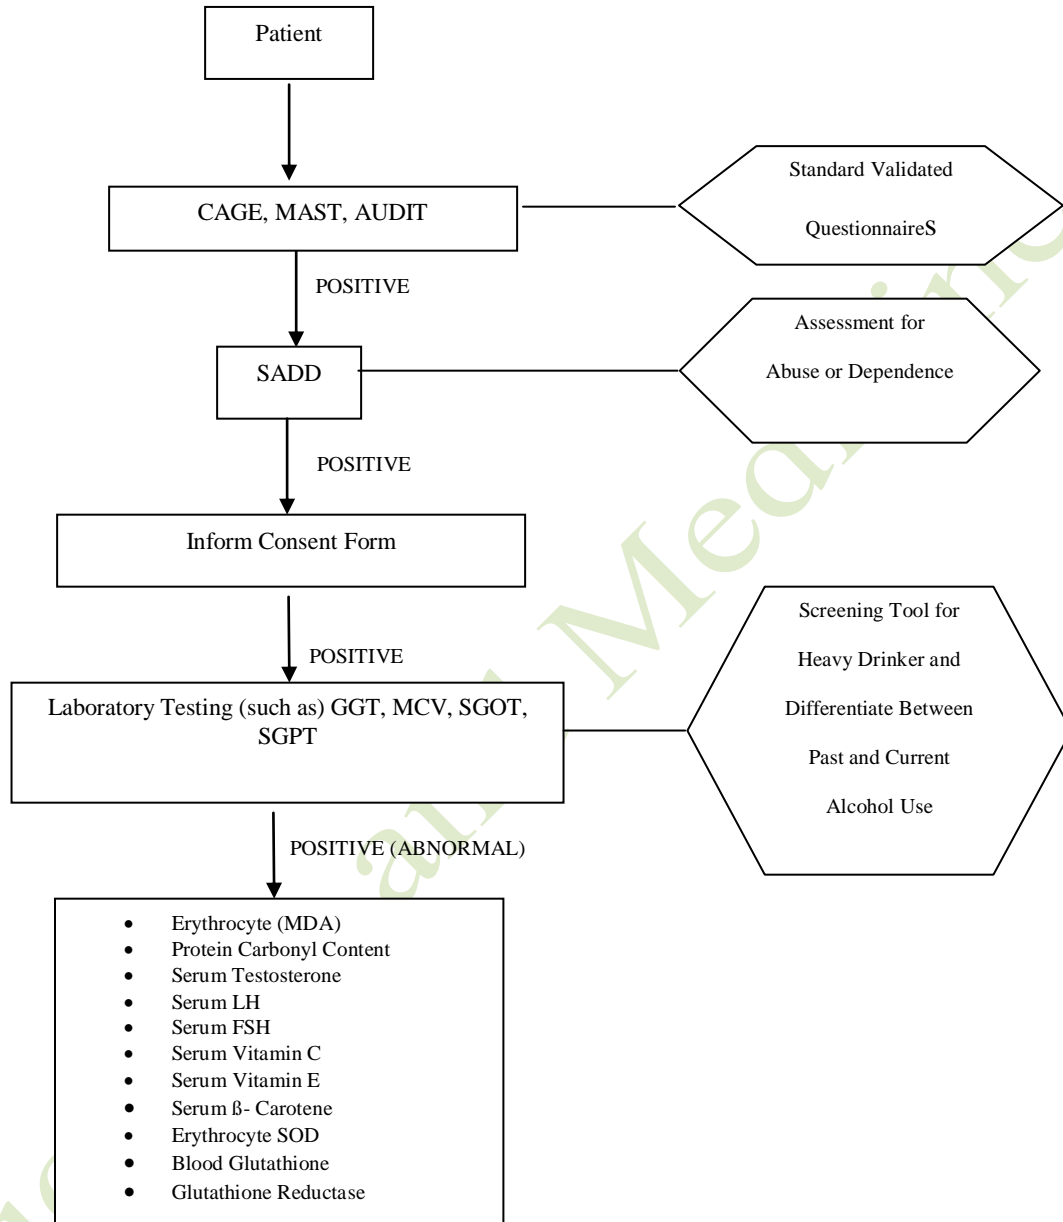 Patient
CAGE, MAST, AUDIT
Standard Validated
QuestionnaireS
POSITIVE
SADD
Assessment for
Abuse or Dependence
POSITIVE
Inform Consent Form
POSITIVE
Laboratory Testing (such as) GGT, MCV, SGOT,
SGPT
Screening Tool for
Heavy Drinker and
Differentiate Between
Past and Current
Alcohol Use
POSITIVE (ABNORMAL)
• Erythrocyte (MDA)
• Protein Carbonyl Content
• Serum Testosterone
• Serum LH
• Serum FSH
• Serum Vitamin C
• Serum Vitamin E
• Serum ß- Carotene
• Erythrocyte SOD
• Blood Glutathione
• Glutathione Reductase